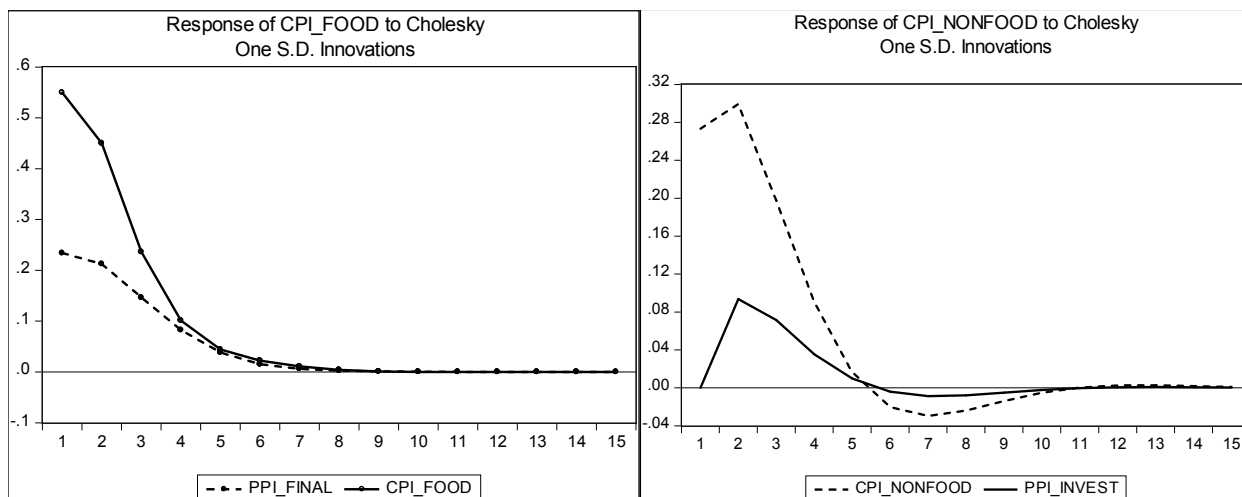 Response of CPI_FOOD to Cholesky
One S.D. Innovations
.6
.5
.4
.3
.2
.1
.0
-.1
1 2 3 4 5 6 7 8 9 10 11 12 13 14 15
PPI_FINAL CPI_FOOD
Response of CPI_NONFOOD to Cholesky
One S.D. Innovations
0.32
0.28
.24
.20
.16
.12
.08
.04
.00
-.04
1 2 3 4 5 6 7 8 9 10 11 12 13 14 15
CPI_NONFOOD PPI_INVEST